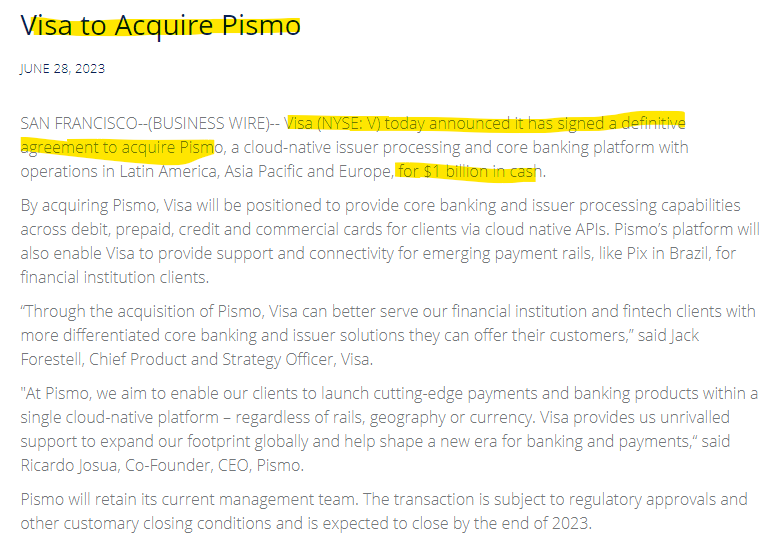 Visa to Acquire Pismo
JUNE 28, 2023
SAN FRANCISCO--(BUSINESS WIRE)-- Visa (NYSE: V) today announced it has signed a definitive
agreement to acquire Pismo, a cloud-native issuer processing and core banking platform with
operations in Latin America, Asia Pacific and Europe, for $1 billion in cash.
By acquiring Pismo, Visa will be positioned to provide core banking and issuer processing capabilities
across debit, prepaid, credit and commercial cards for clients via cloud native APIs. Pismo’s platform will
also enable Visa to provide support and connectivity for emerging payment rails, like Pix in Brazil, for
financial institution clients.
“Through the acquisition of Pismo, Visa can better serve our financial institution and fintech clients with
more differentiated core banking and issuer solutions they can offer their customers,” said Jack
Forestell, Chief Product and Strategy Officer, Visa.
"At Pismo, we aim to enable our clients to launch cutting-edge payments and banking products within a
single cloud-native platform – regardless of rails, geography or currency. Visa provides us unrivalled
support to expand our footprint globally and help shape a new era for banking and payments,“ said
Ricardo Josua, Co-Founder, CEO, Pismo.
Pismo will retain its current management team. The transaction is subject to regulatory approvals and
other customary closing conditions and is expected to close by the end of 2023.